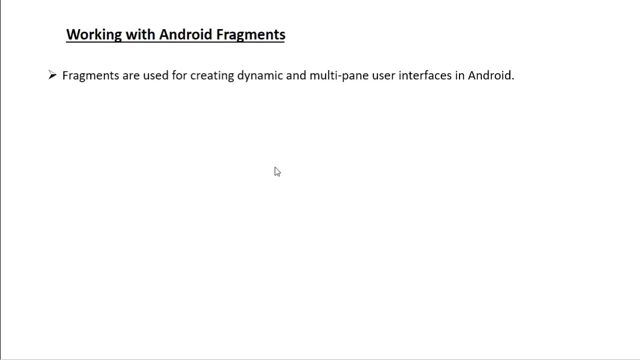 Working with Android Fragments
➢ Fragments are used for creating dynamic and multi-pane user interfaces in Android.